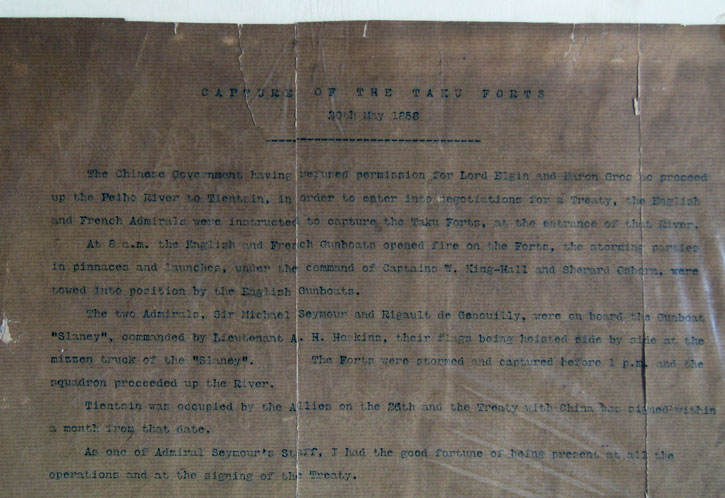 CAPTURE OF THE TAKU FORTS
20th May 1858
The Chinese Government having refused permission for Lord Elgin and Baron Gros to proceed
up the Peiho River to Tientsin, in order to enter into negotiations for a Treaty, the English
and French Admirals were instructed to capture the Taku Forts, at the entrance of that River.
At 8 a.m. the English and French Gunboats opened fire on the Forts, the storming parties
in pinnaces and launches, under the command of Captains W. King-Hall and Sherard Osborn, were
towed into position by the English Gunboats.
The two Admirals, Sir Michael Seymour and Rigault de Genouilly, were on board the Gunboat
"Slaney", commanded by Lieutenant A. H. Hoskins, their flags being hoisted side by side at the
mizzen truck of the "Slaney". The Forts were stormed and captured before 1 p.m. and the
squadron proceeded up the River.
Tientsin was occupied by the Allies on the 26th and the Treaty with China was signed within
a month from that date.
As one of Admiral Seymour's Staff, I had the good fortune of being present at all the
operations and at the signing of the Treaty.